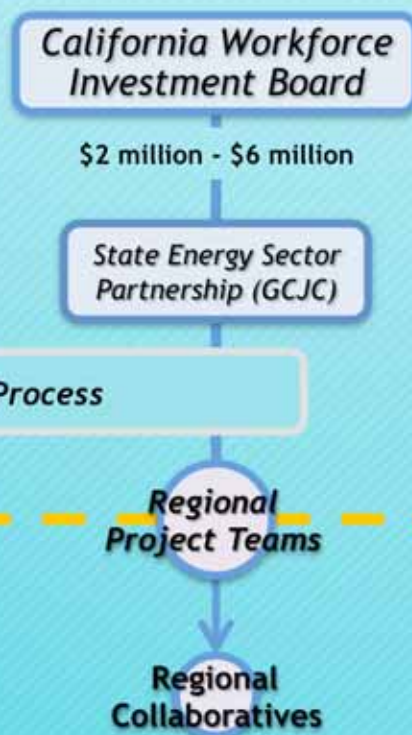 California Workforce
Investment Board
$2 million - $6 million
State Energy Sector
Partnership (GCJC)
Process
Regional
Project Teams
Regional
Collaboratives